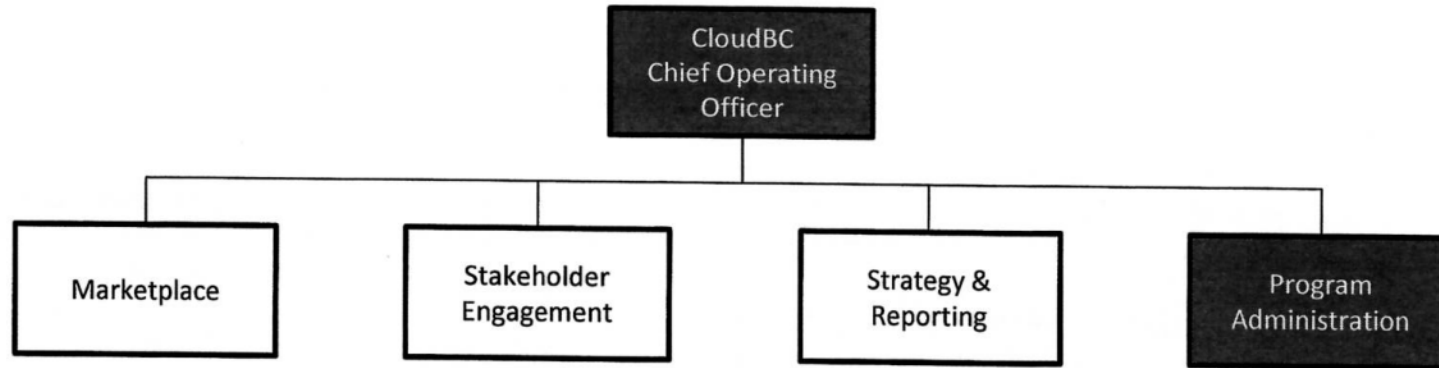 CloudBC
Chief Operating
Officer
Marketplace
Stakeholder
Engagement
Strategy &
Reporting
Program
Administration